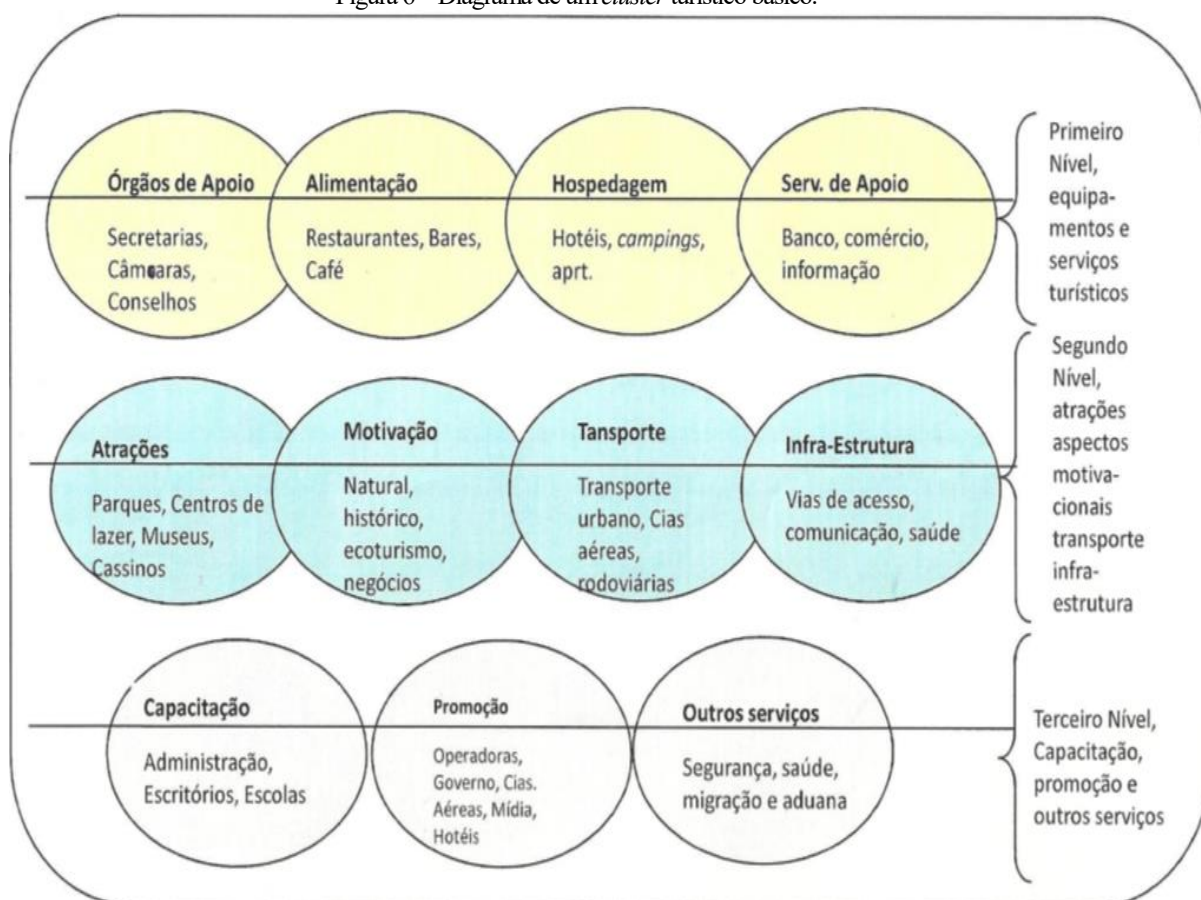 Figura 6 – Diagrama de um cluster turístico básico.
Órgãos de Apoio
Secretarias,
Câmaras,
Conselhos
Alimentação
Restaurantes, Bares,
Café
Hospedagem
Hotéis, campings,
aprt.
Serv. de Apoio
Banco, comércio,
informação
Primeiro
Nível,
equipa-
mentos e
serviços
turísticos
Atrações
Parques, Centros de
lazer, Museus,
Cassinos
Motivação
Natural,
histórico,
ecoturismo,
negócios
Tansporte
Transporte
urbano, Cias
aéreas,
rodoviárias
Infra-Estrutura
Vias de acesso,
comunicação, saúde
Segundo
Nível,
atrações
aspectos
motiva-
cionais
transporte
infra-
estrutura
Capacitação
Administração,
Escritórios, Escolas
Promoção
Operadoras,
Governo, Cias.
Aéreas, Mídia,
Hotéis
Outros serviços
Segurança, saúde,
migração e aduana
Terceiro Nível,
Capacitação,
promoção e
outros serviços